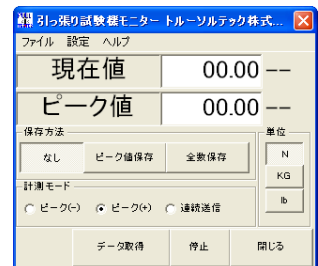 引っ張り試験機モニター トルーソルテック株式...
ファイル 設定 ヘルプ
現在値 00.00 --
ピーク値 00.00 --
保存方法
なし ピーク値保存 全数保存
単位
N
KG
lb
計測モード
ピーク(-) ピーク(+) 連続送信
データ取得 停止 閉じる